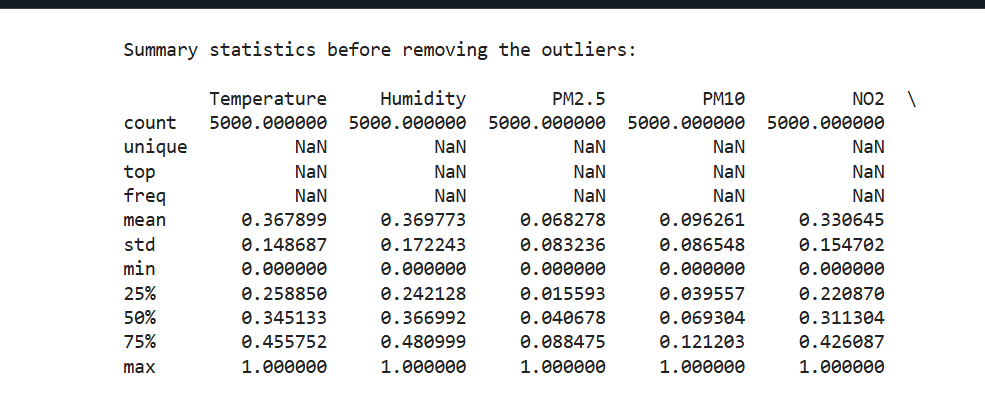 Summary statistics before removing the outliers:
Temperature Humidity PM2.5 PM10 NO2 \
count 5000.000000 5000.000000 5000.000000 5000.000000 5000.000000
unique NaN NaN NaN NaN NaN
top NaN NaN NaN NaN NaN
freq NaN NaN NaN NaN NaN
mean 0.367899 0.369773 0.068278 0.096261 0.330645
std 0.148687 0.172243 0.083236 0.086548 0.154702
min 0.000000 0.000000 0.000000 0.000000 0.000000
25% 0.258850 0.242128 0.015593 0.039557 0.220870
50% 0.345133 0.366992 0.040678 0.069304 0.311304
75% 0.455752 0.480999 0.088475 0.121203 0.426087
max 1.000000 1.000000 1.000000 1.000000 1.000000